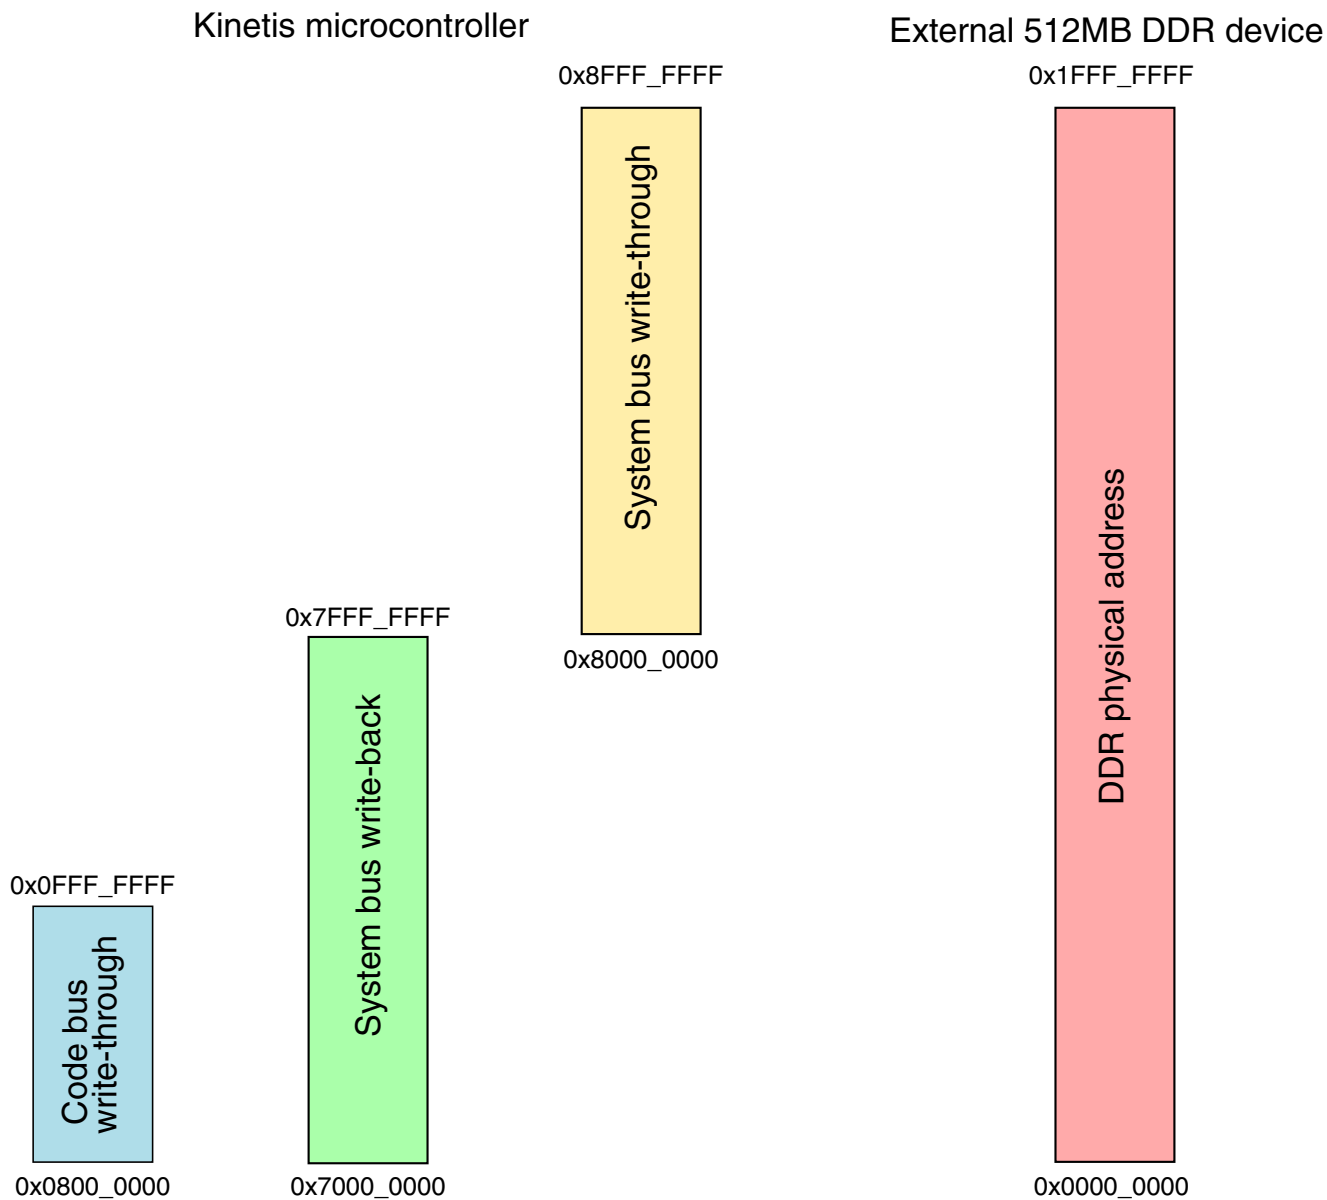 Kinetis microcontroller
External 512MB DDR device
0x8FFF_FFFF
0x1FFF_FFFF
System bus write-through
DDR physical address
0x7FFF_FFFF
0x8000_0000
System bus write-back
0x0FFF_FFFF
Code bus
write-through
0x0800_0000
0x7000_0000
0x0000_0000